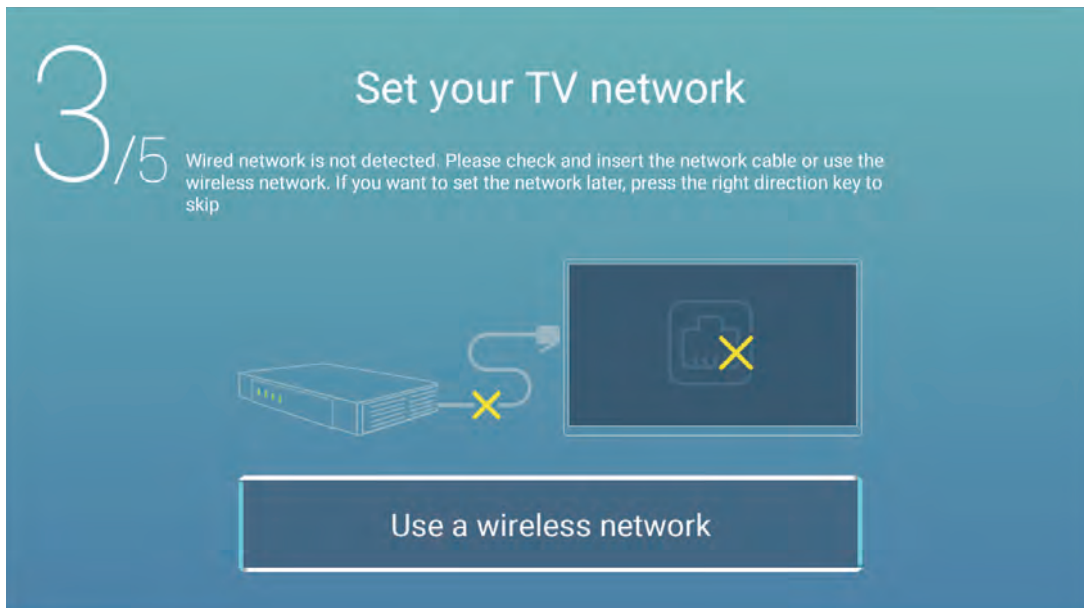 3/5
Set your TV network
Wired network is not detected. Please check and insert the network cable or use the
wireless network. If you want to set the network later, press the right direction key to
skip
Use a wireless network